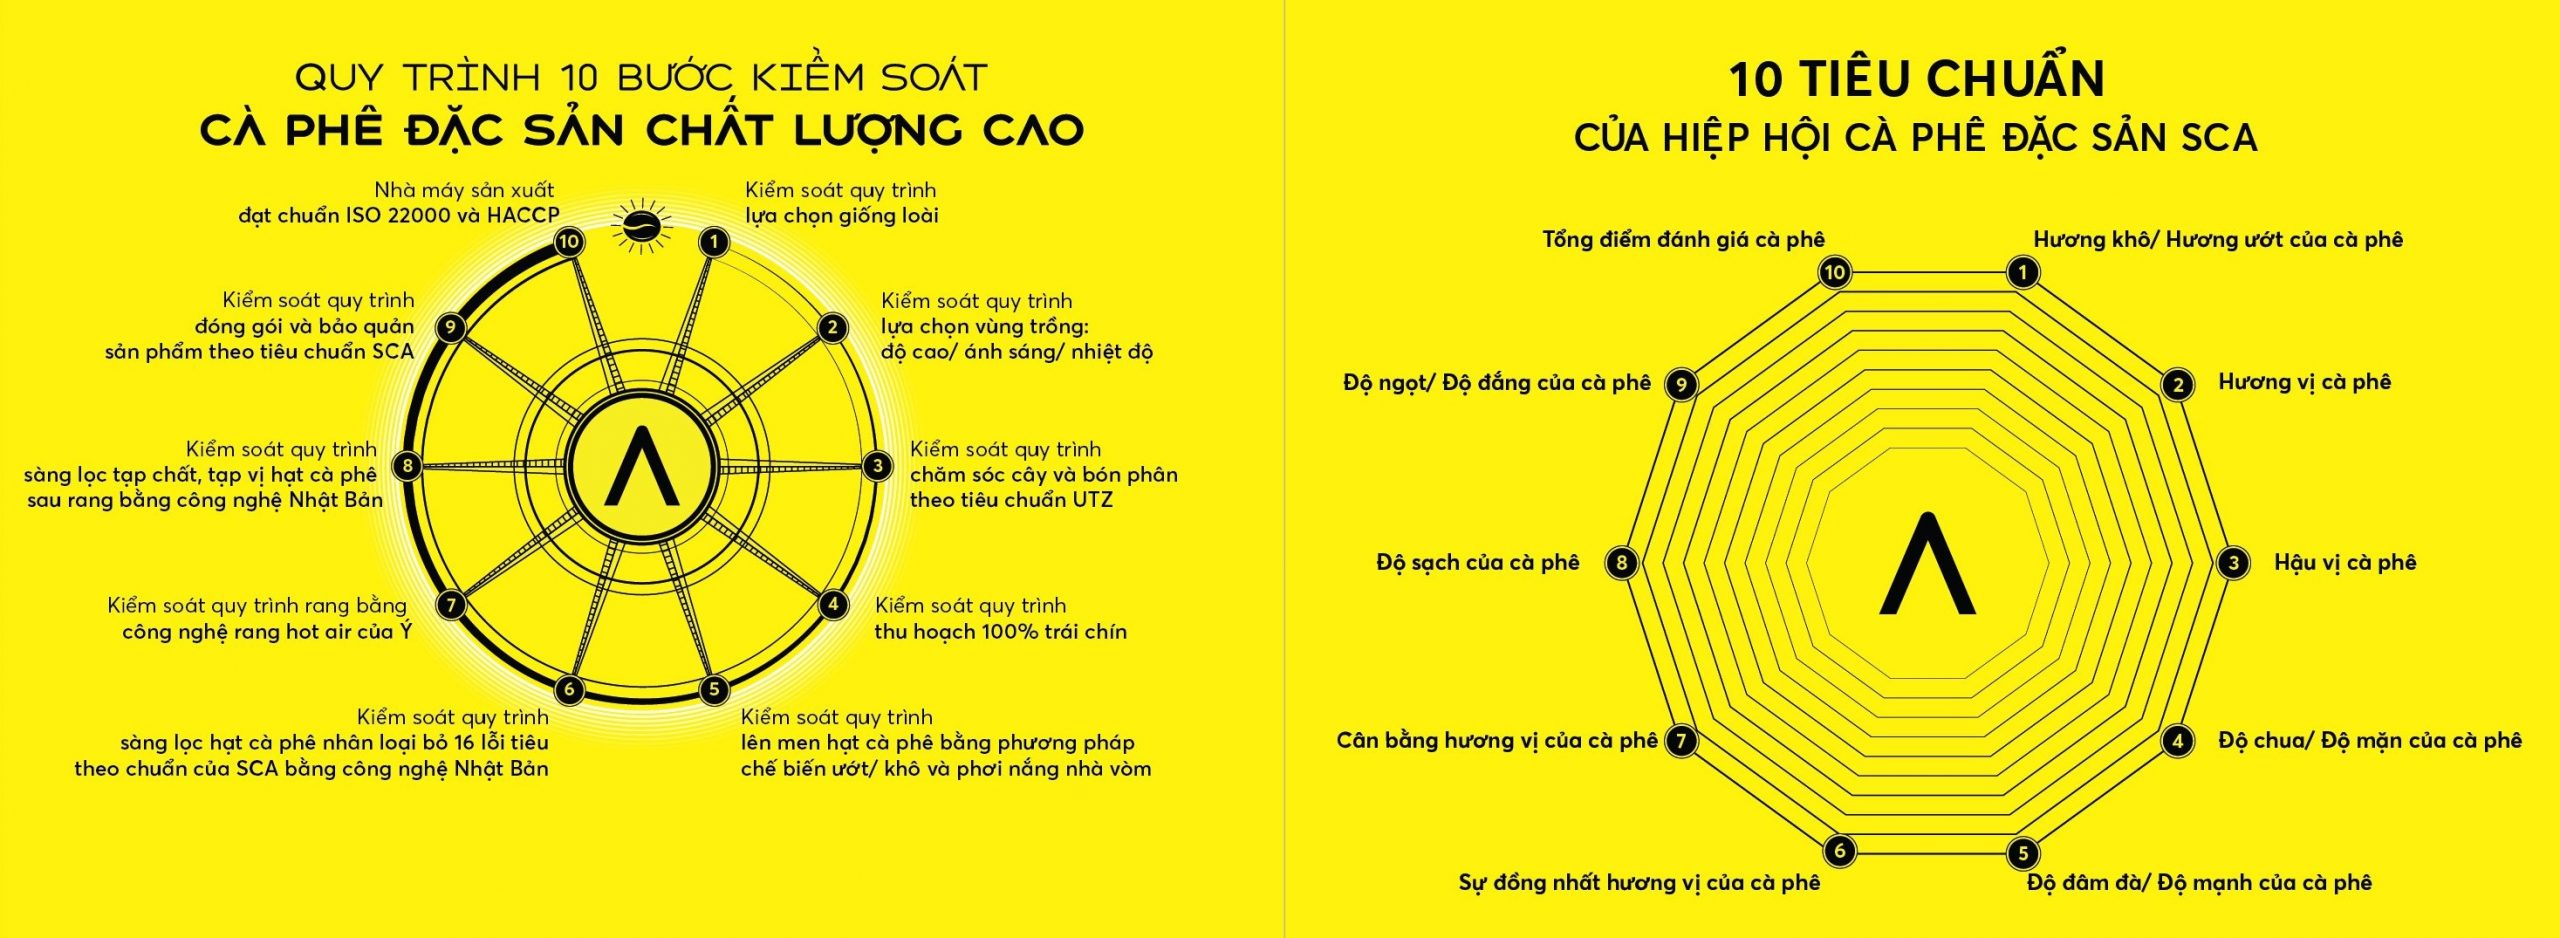 QUY TRÌNH 10 BƯỚC KIỂM SOÁT
CÀ PHÊ ĐẶC SẢN CHẤT LƯỢNG CAO
1
Kiểm soát quy trình
lựa chọn giống loài
2
Kiểm soát quy trình
lựa chọn vùng trồng:
độ cao/ ánh sáng/ nhiệt độ
3
Kiểm soát quy trình
chăm sóc cây và bón phân
theo tiêu chuẩn UTZ
4
Kiểm soát quy trình
thu hoạch 100% trái chín
5
Kiểm soát quy trình
lên men hạt cà phê bằng phương pháp
chế biến ướt/ khô và phơi nắng nhà vòm
6
Kiểm soát quy trình
sàng lọc hạt cà phê nhân loại bỏ 16 lỗi tiêu
theo chuẩn của SCA bằng công nghệ Nhật Bản
7
Kiểm soát quy trình rang bằng
công nghệ rang hot air của Ý
8
Kiểm soát quy trình
sàng lọc tạp chất, tạp vị hạt cà phê
sau rang bằng công nghệ Nhật Bản
9
Kiểm soát quy trình
đóng gói và bảo quản
sản phẩm theo tiêu chuẩn SCA
10
Nhà máy sản xuất
đạt chuẩn ISO 22000 và HACCP
10 TIÊU CHUẨN
CỦA HIỆP HỘI CÀ PHÊ ĐẶC SẢN SCA
1
Hương khô/ Hương ướt của cà phê
2
Hương vị cà phê
3
Hậu vị cà phê
4
Độ chua/ Độ mặn của cà phê
5
Độ đâm đà/ Độ mạnh của cà phê
6
Sự đồng nhất hương vị của cà phê
7
Cân bằng hương vị của cà phê
8
Độ sạch của cà phê
9
Độ ngọt/ Độ đắng của cà phê
10
Tổng điểm đánh giá cà phê